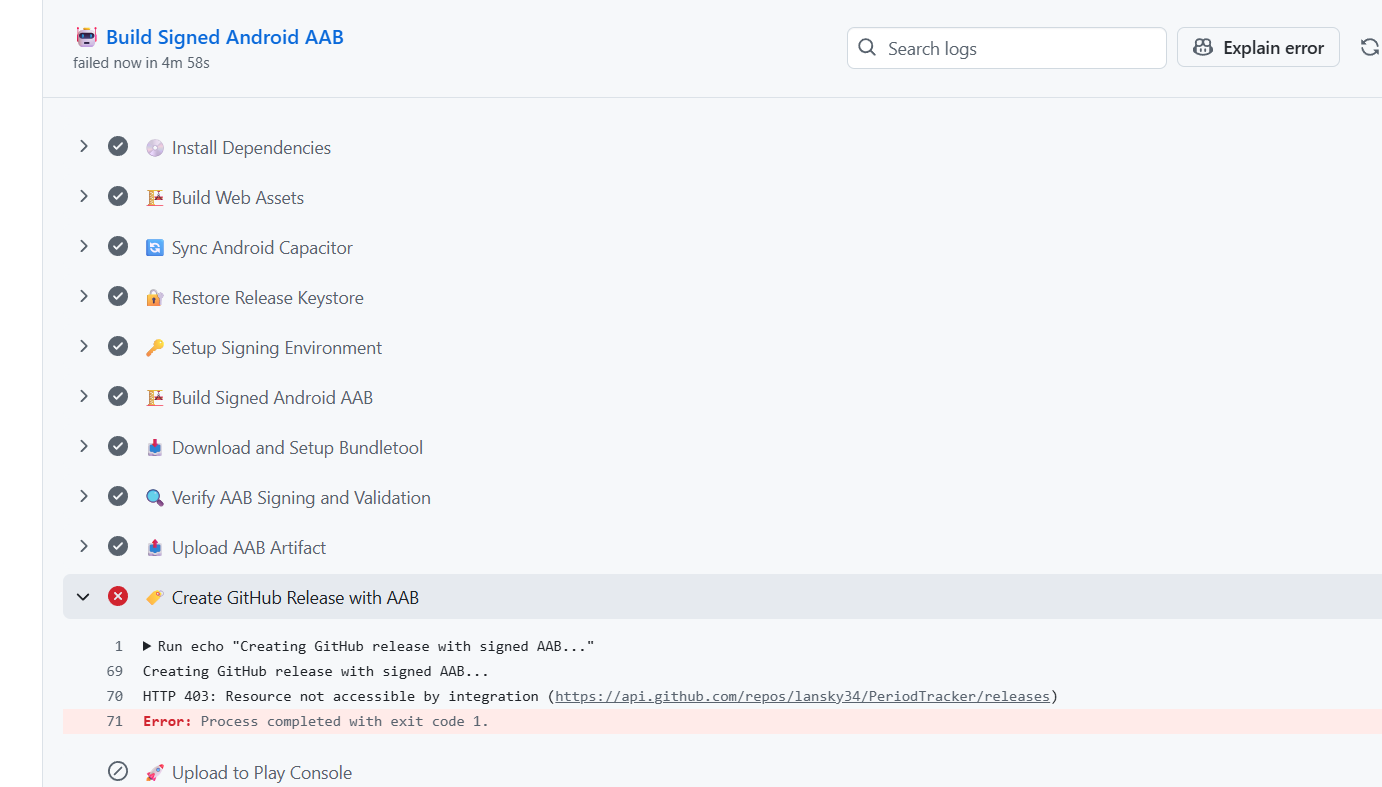 Build Signed Android AAB
failed now in 4m 58s
Search logs
Explain error
Install Dependencies
Build Web Assets
Sync Android Capacitor
Restore Release Keystore
Setup Signing Environment
Build Signed Android AAB
Download and Setup Bundletool
Verify AAB Signing and Validation
Upload AAB Artifact
Create GitHub Release with AAB
1 Run echo "Creating GitHub release with signed AAB..."
69 Creating GitHub release with signed AAB...
70 HTTP 403: Resource not accessible by integration (https://api.github.com/repos/lansky34/PeriodTracker/releases)
71 Error: Process completed with exit code 1.
Upload to Play Console